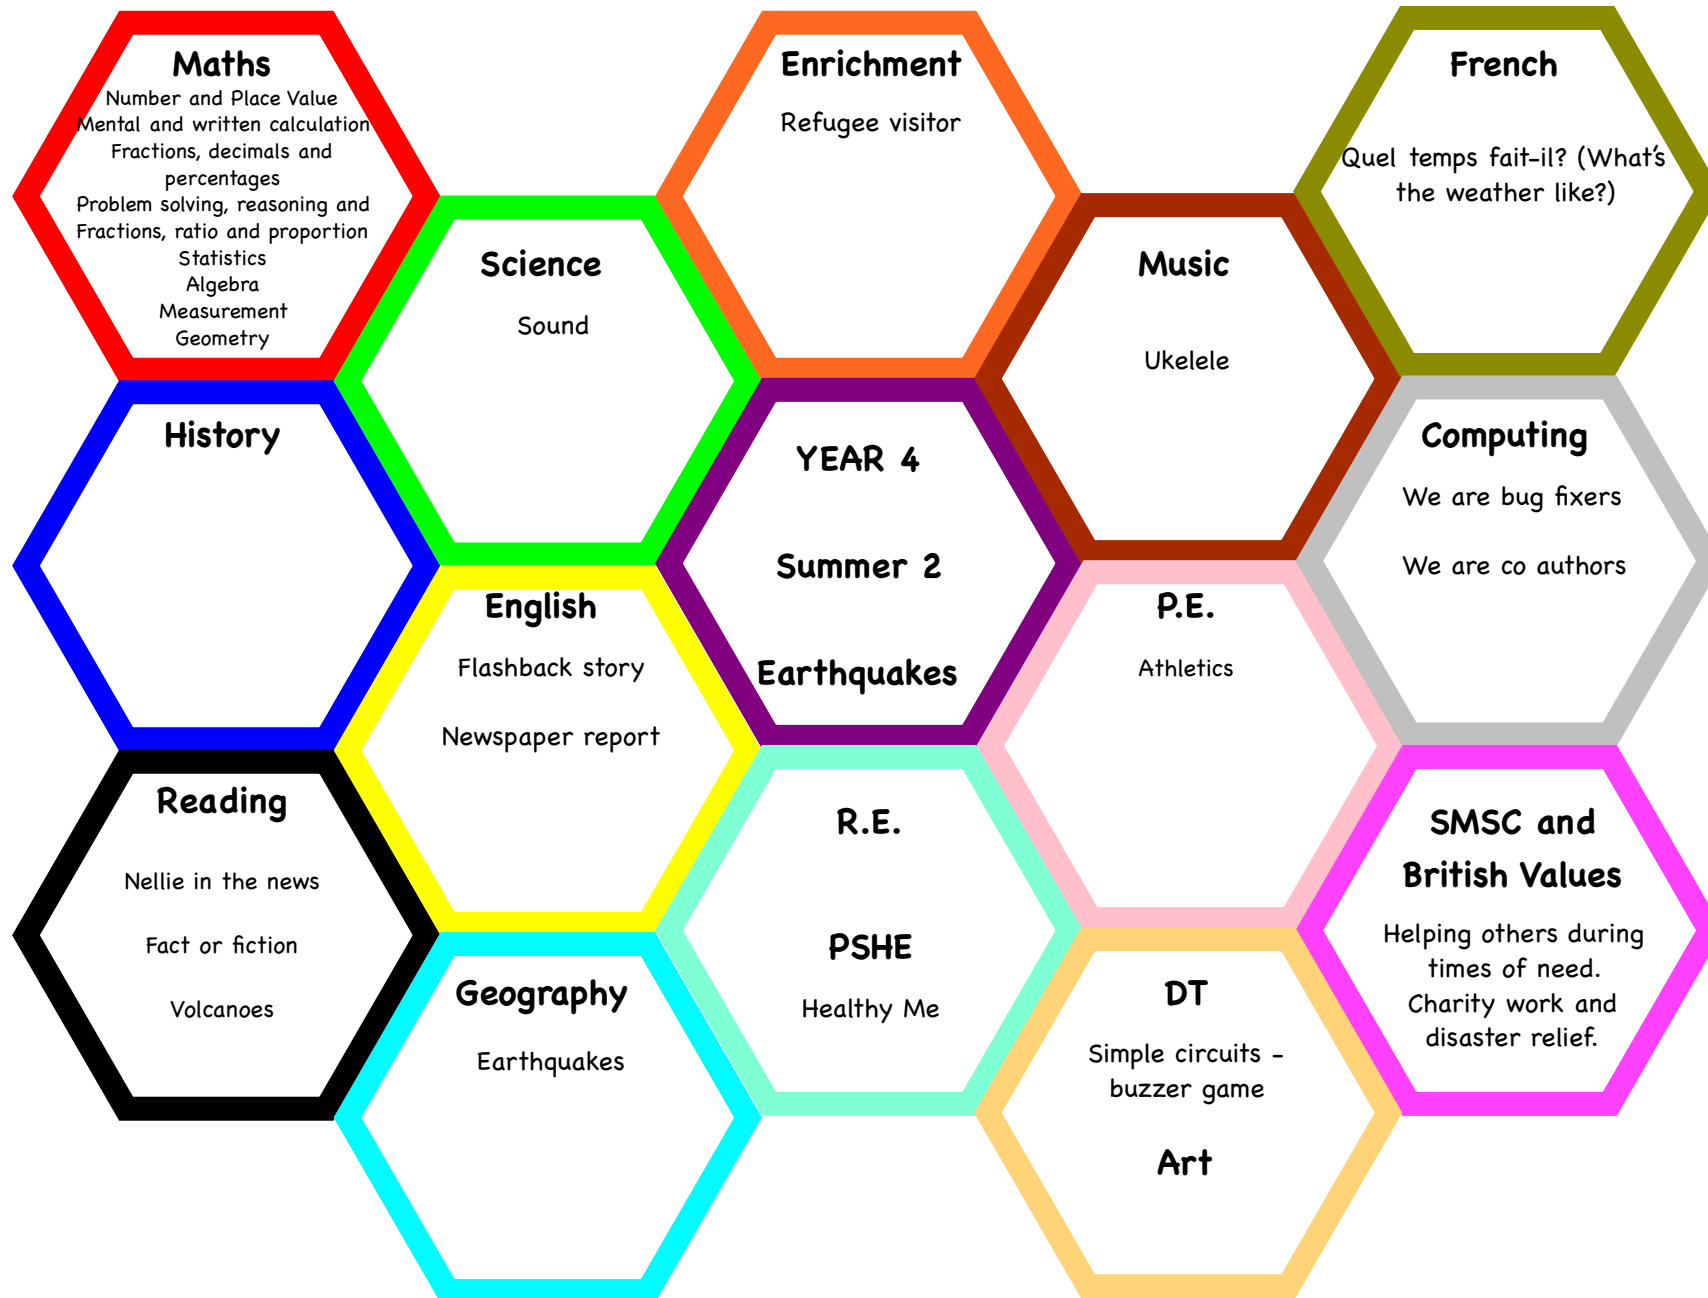 Maths
Number and Place Value
Mental and written calculation
Fractions, decimals and
percentages
Problem solving, reasoning and
Fractions, ratio and proportion
Statistics
Algebra
Measurement
Geometry
Enrichment
Refugee visitor
French
Quel temps fait-il? (What's
the weather like?)
Science
Sound
Music
Ukelele
History
YEAR 4
Summer 2
Earthquakes
Computing
We are bug fixers
We are co authors
English
Flashback story
Newspaper report
P.E.
Athletics
Reading
Nellie in the news
Fact or fiction
Volcanoes
R.E.
PSHE
Healthy Me
SMSC and
British Values
Helping others during
times of need.
Charity work and
disaster relief.
Geography
Earthquakes
DT
Simple circuits -
buzzer game
Art